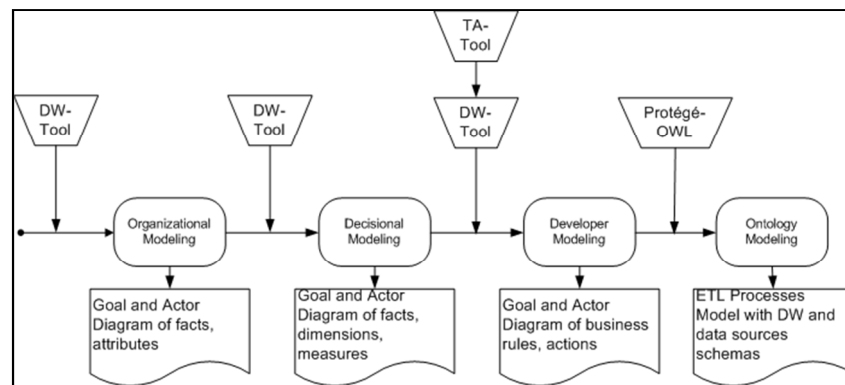 TA-
Tool
DW-
Tool
DW-
Tool
DW-
Tool
Protégé-
OWL
Organizational
Modeling
Decisional
Modeling
Developer
Modeling
Ontology
Modeling
Goal and Actor
Diagram of facts,
attributes
Goal and Actor
Diagram of facts,
dimensions,
measures
Goal and Actor
Diagram of business
rules, actions
ETL Processes
Model with DW and
data sources
schemas